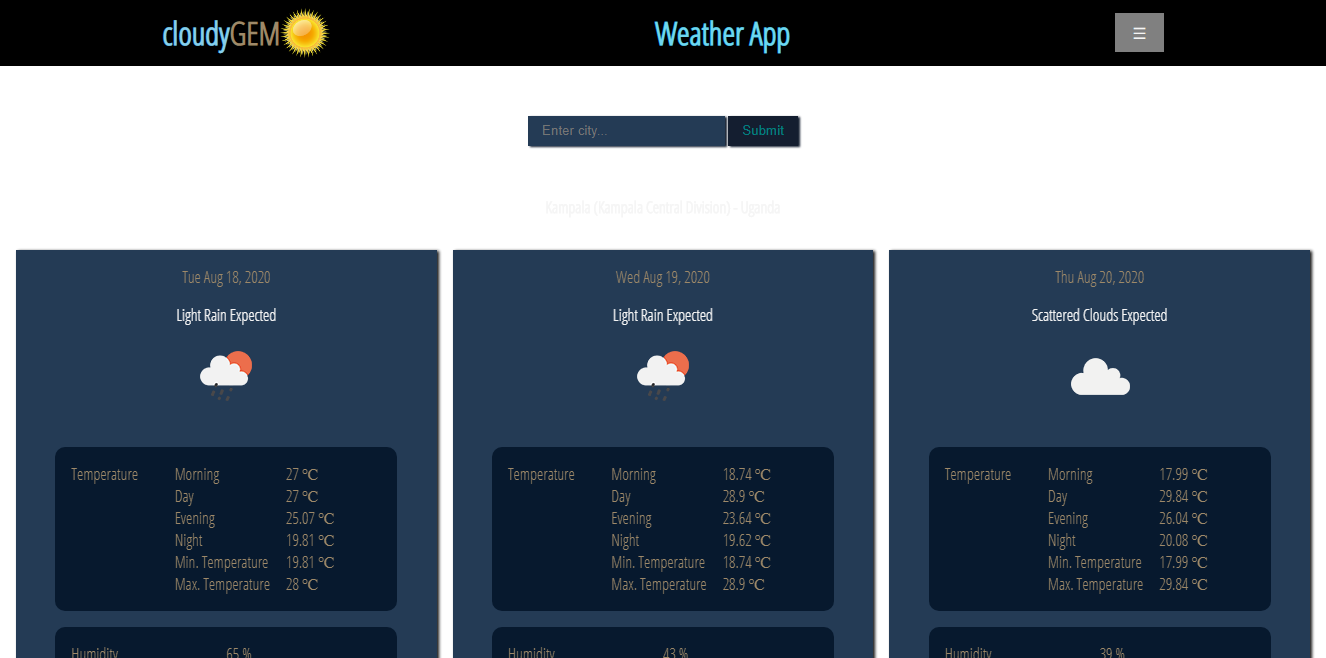 cloudyGEM
Weather App
☰
Enter city...
Submit
Kampala (Kampala Central Division) - Uganda
Tue Aug 18, 2020
Light Rain Expected
Temperature Morning 27 °C
Day 27 °C
Evening 25.07 °C
Night 19.81 °C
Min. Temperature 19.81 °C
Max. Temperature 28 °C
Humidity 65 %
Wed Aug 19, 2020
Light Rain Expected
Temperature Morning 18.74 °C
Day 28.9 °C
Evening 23.64 °C
Night 19.62 °C
Min. Temperature 18.74 °C
Max. Temperature 28.9 °C
Humidity 43 %
Thu Aug 20, 2020
Scattered Clouds Expected
Temperature Morning 17.99 °C
Day 29.84 °C
Evening 26.04 °C
Night 20.08 °C
Min. Temperature 17.99 °C
Max. Temperature 29.84 °C
Humidity 39 %